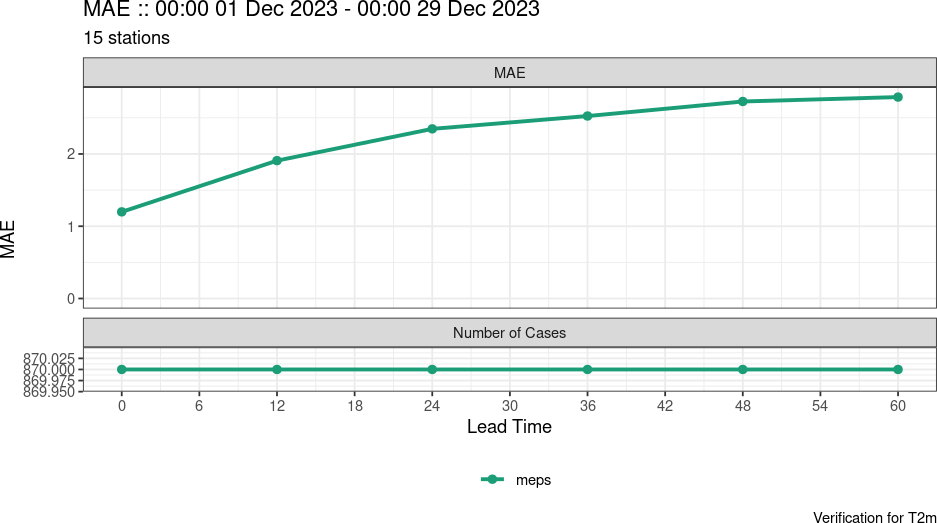 MAE :: 00:00 01 Dec 2023 - 00:00 29 Dec 2023
15 stations
MAE
MAE
2
1
0
Number of Cases
870.025
870.000
869.975
869.950
0 6 12 18 24 30 36 42 48 54 60
Lead Time
meps
Verification for T2m